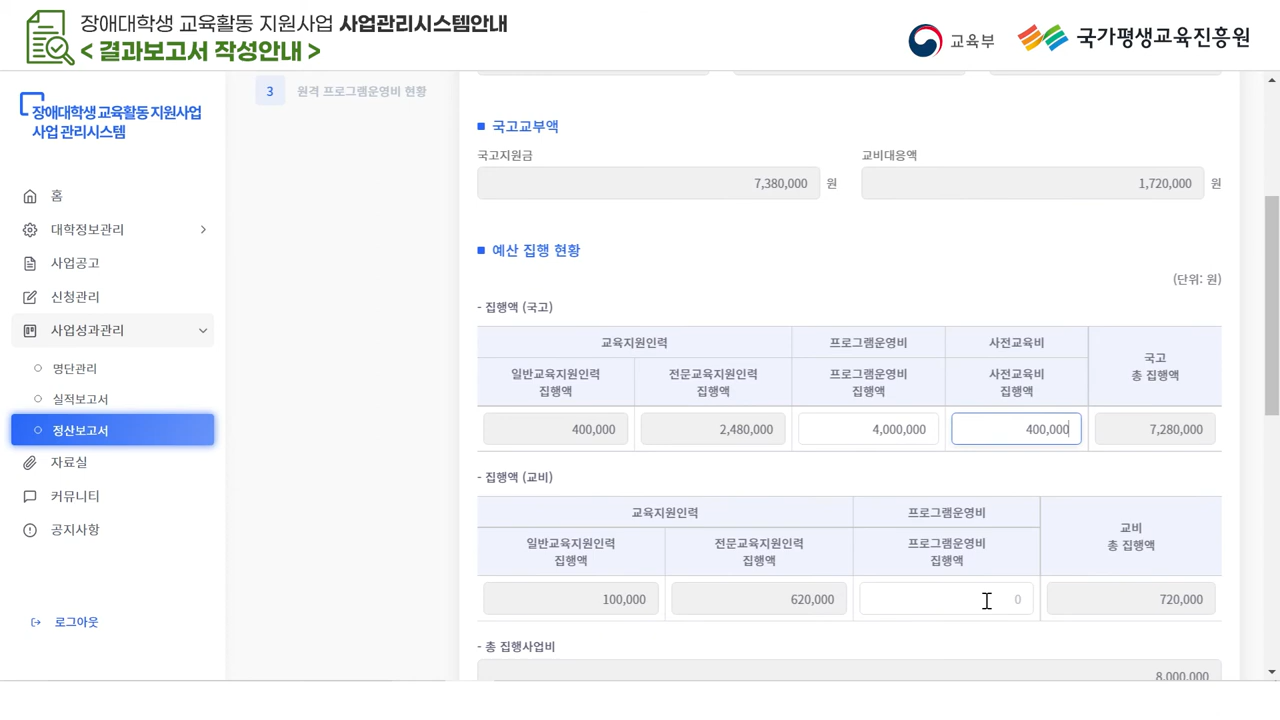 장애대학생 교육활동 지원사업 사업관리시스템안내
< 결과보고서 작성안내 >
교육부
국가평생교육진흥원
장애대학생 교육활동 지원사업
사업 관리시스템
홈
대학정보관리
사업공고
신청관리
사업성과관리
명단관리
실적보고서
정산보고서
자료실
커뮤니티
공지사항
로그아웃
3 원격 프로그램운영비 현황
국고교부액
국고지원금 교비대응액
7,380,000 원 1,720,000 원
예산 집행 현황
(단위: 원)
- 집행액 (국고)
교육지원인력 프로그램운영비 사전교육비 국고
총 집행액
일반교육지원인력
집행액
전문교육지원인력
집행액
프로그램운영비
집행액
사전교육비
집행액
400,000 2,480,000 4,000,000 400,000 7,280,000
- 집행액 (교비)
교육지원인력 프로그램운영비 교비
총 집행액
일반교육지원인력
집행액
전문교육지원인력
집행액
프로그램운영비
집행액
100,000 620,000 0 720,000
- 총 집행사업비
8,000,000